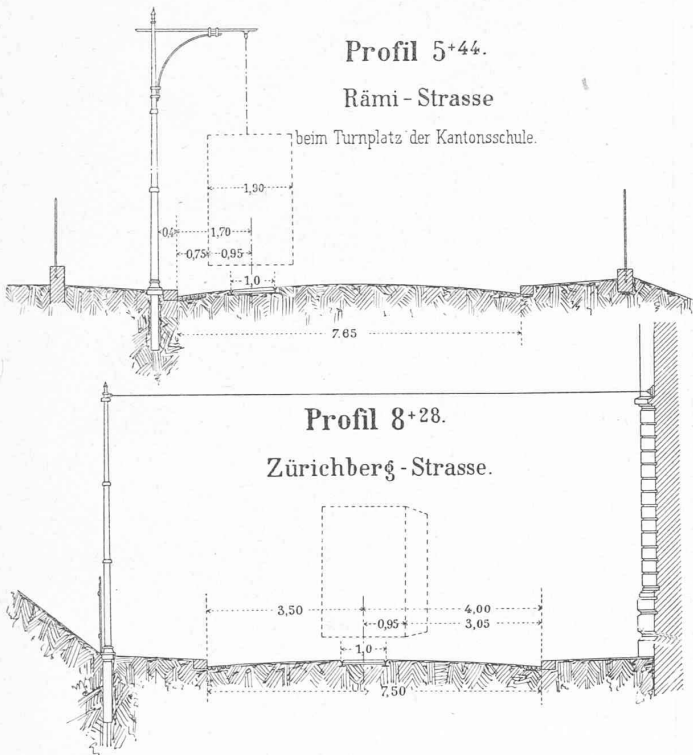 Profil 5+44.
Rämi - Strasse
beim Turnplatz der Kantonsschule.
1,90
0,4 1,70
0,75 0,95
1,0
7.65
Profil 8+28.
Zürichberg - Strasse.
3,50 4,00
0,95 3,05
1,0
7,50